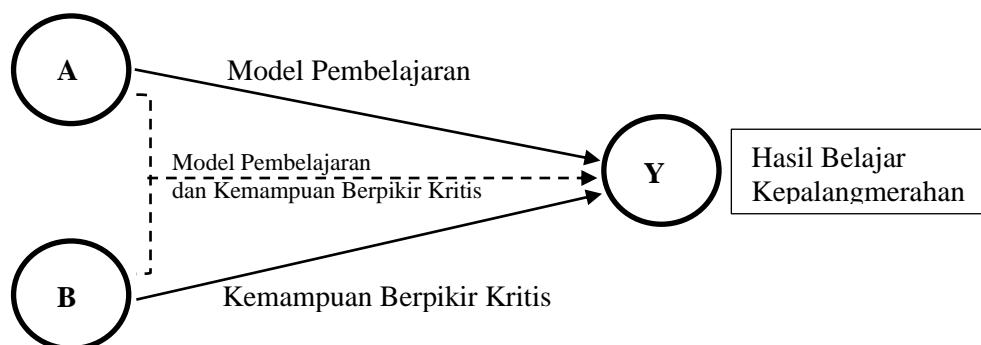 A
Model Pembelajaran
Model Pembelajaran
dan Kemampuan Berpikir Kritis
Y
Hasil Belajar
Kepalangmerahan
B
Kemampuan Berpikir Kritis